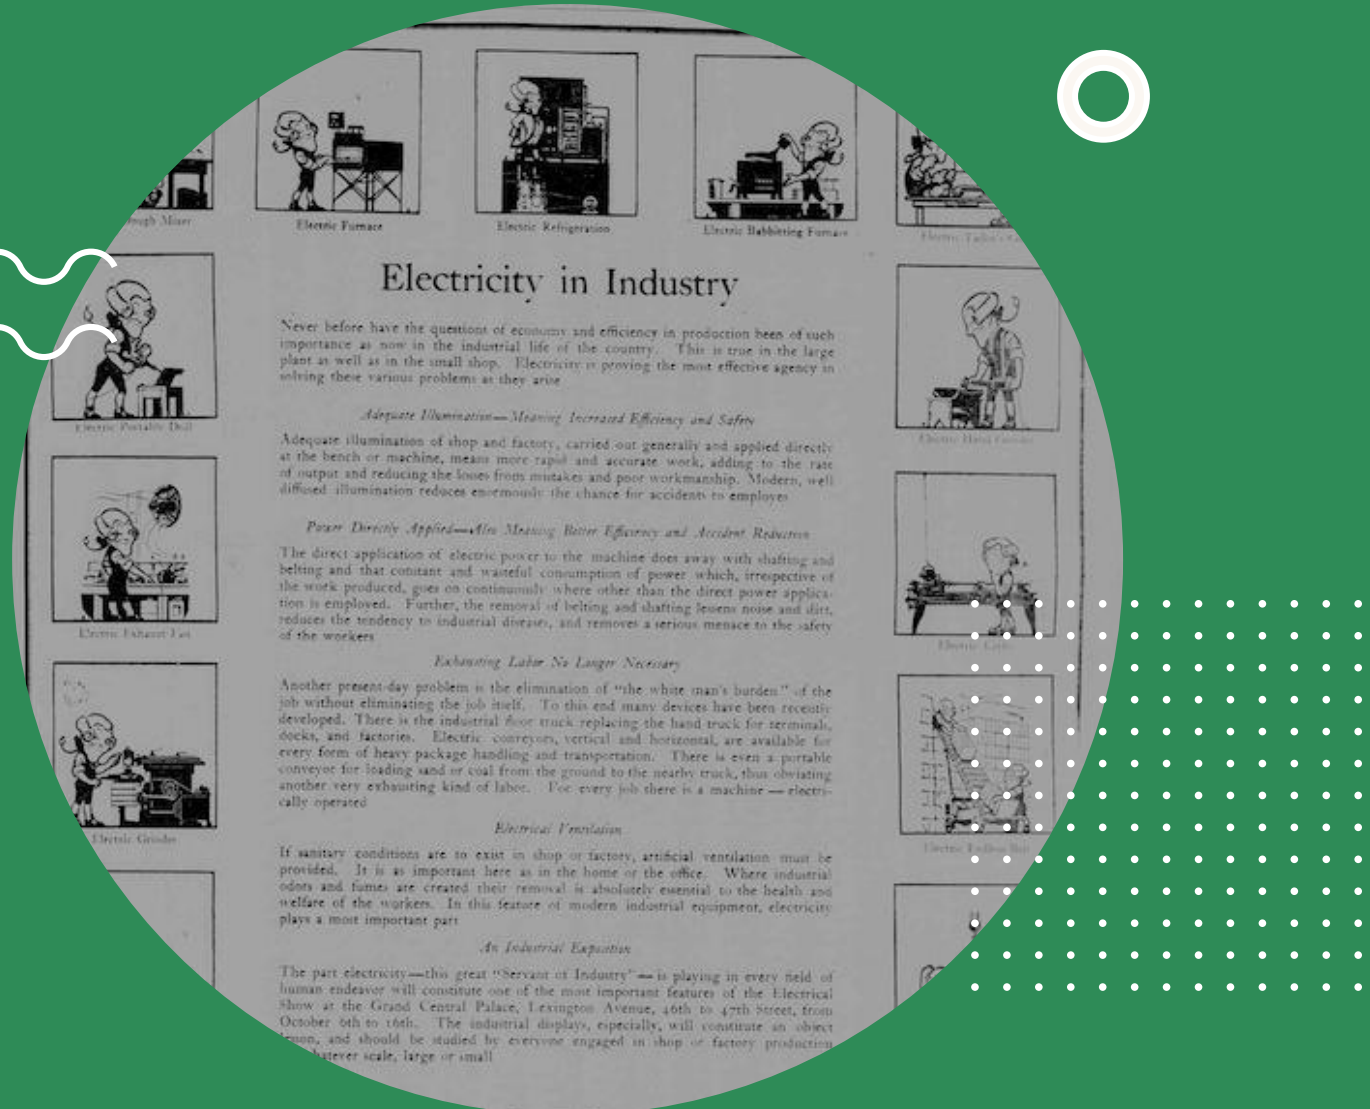 Mixer
Electric Furnace
Electric Refrigeration
Electric Babbitting Furnace
Electric Tailor's
Electricity in Industry
Never before have the questions of economy and efficiency in production been of such
importance as now in the industrial life of the country. This is true in the large
plant as well as in the small shop. Electricity is proving the most effective agency in
solving these various problems as they arise
Adequate Illumination—Meaning Increased Efficiency and Safety
Adequate illumination of shop and factory, carried out generally and applied directly
at the bench or machine, means more rapid and accurate work, adding to the rate
of output and reducing the losses from mistakes and poor workmanship. Modern, well
diffused illumination reduces enormously the chance for accidents to employes
Power Directly Applied—Also Meaning Better Efficiency and Accident Reduction
The direct application of electric power to the machine does away with shafting and
belting and that constant and wasteful consumption of power which, irrespective of
the work produced, goes on continuously where other than the direct power applica-
tion is employed. Further, the removal of belting and shafting lessens noise and dirt,
reduces the tendency to industrial diseases, and removes a serious menace to the safety
of the workers
Exhausting Labor No Longer Necessary
Another present-day problem is the elimination of "the white man's burden" of the
job without eliminating the job itself. To this end many devices have been recently
developed. There is the industrial floor truck replacing the hand truck for terminals,
docks, and factories. Electric conveyors, vertical and horizontal, are available for
every form of heavy package handling and transportation. There is even a portable
conveyor for loading sand or coal from the ground to the nearby truck, thus obviating
another very exhausting kind of labor. For every job there is a machine — electri-
cally operated
Electrical Ventilation
If sanitary conditions are to exist in shop or factory, artificial ventilation must be
provided. It is as important here as in the home or the office. Where industrial
odors and fumes are created their removal is absolutely essential to the health and
welfare of the workers. In this feature of modern industrial equipment, electricity
plays a most important part
An Industrial Exposition
The part electricity—this great "Servant of Industry"—is playing in every field of
human endeavor will constitute one of the most important features of the Electrical
Show at the Grand Central Palace, Lexington Avenue, 46th to 47th Street, from
October 6th to 16th. The industrial displays, especially, will constitute an object
lesson, and should be studied by everyone engaged in shop or factory production
whatever scale, large or small
Electric Portable Drill
Electric Exhaust Fan
Electric Grinder
Electric Hand
Electric
Electric Endless